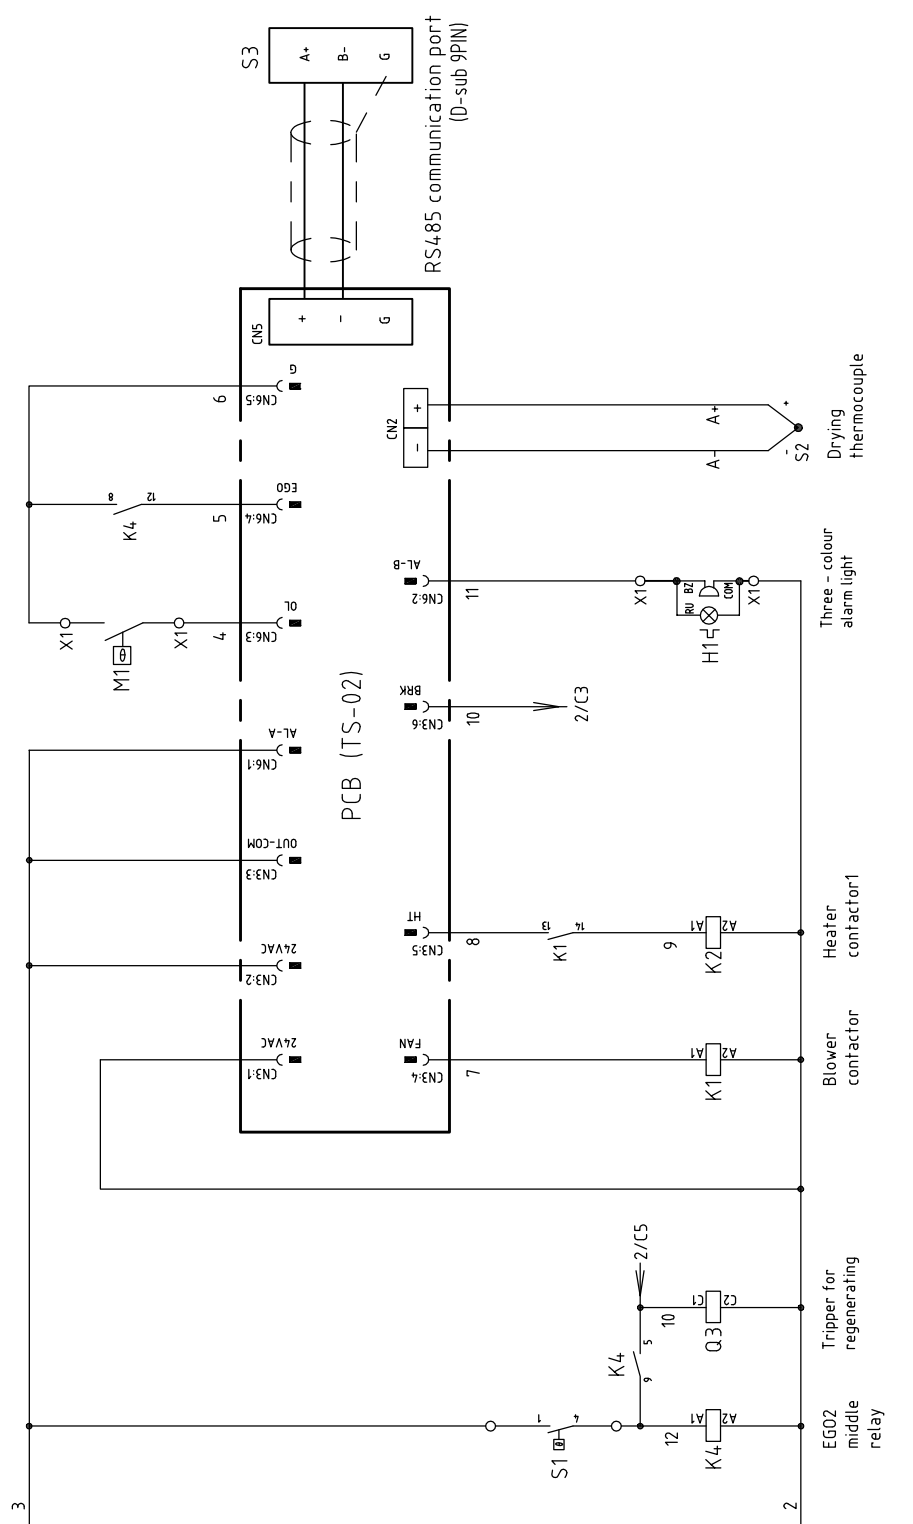 3
2
S1
1
4
12
K4
A1
A2
EGO2
middle
relay
K4
9
5
10
2/C5
Q3
C1
C2
Tripper for
regenerating
24VAC
CN3:1
FAN
CN3:4
7
K1
A1
A2
Blower
contactor
24VAC
CN3:2
HT
CN3:5
8
K1
13
14
9
K2
A1
A2
Heater
contactor1
OUT-COM
CN3:3
AL-A
CN6:1
PCB (TS-02)
BRK
CN3:6
10
2/C3
X1
M1
θ
X1
4
OL
CN6:3
AL-B
CN6:2
11
X1
RU
BZ
COM
H1
X1
Three - colour
alarm light
K4
8
12
5
EGO
CN6:4
6
G
CN6:5
CN2
-
+
A-
A+
-
+
S2
Drying
thermocouple
CN5
+
-
G
S3
A+
B-
G
RS485 communication port
(D-sub 9PIN)